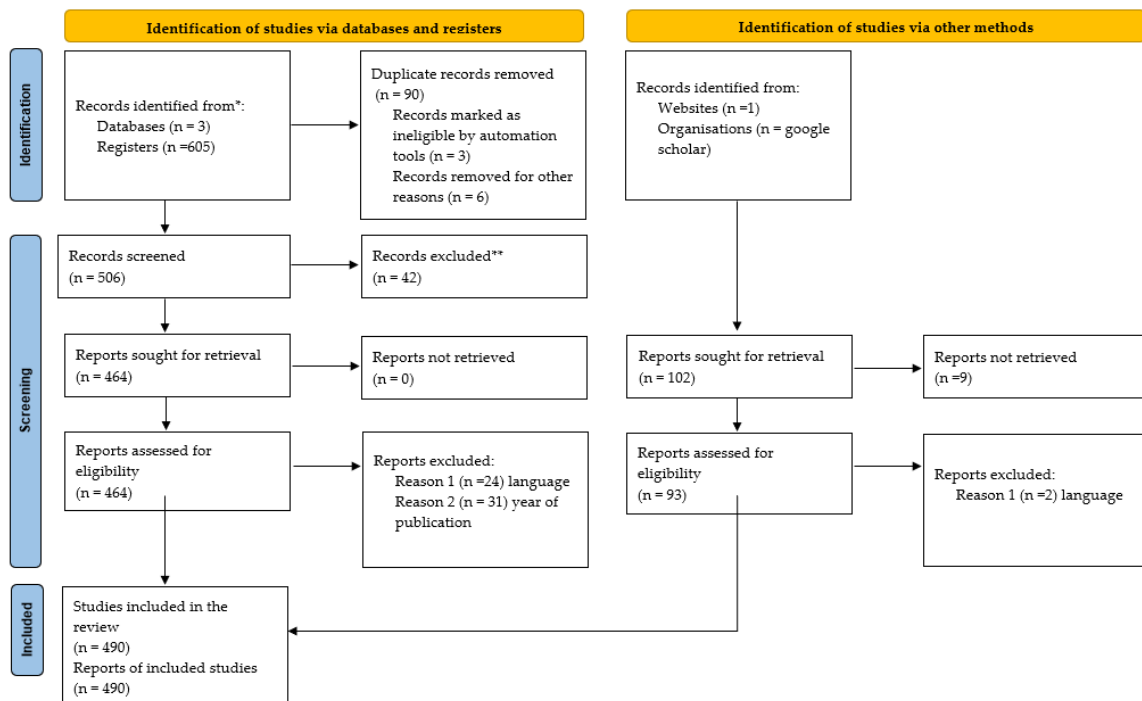 Identification of studies via databases and registers
Identification of studies via other methods
Identification
Records identified from*:
Databases (n = 3)
Registers (n =605)
Duplicate records removed
(n = 90)
Records marked as
ineligible by automation
tools (n = 3)
Records removed for other
reasons (n = 6)
Records identified from:
Websites (n =1)
Organisations (n = google
scholar)
Screening
Records screened
(n = 506)
Records excluded**
(n = 42)
Reports sought for retrieval
(n = 464)
Reports not retrieved
(n = 0)
Reports sought for retrieval
(n = 102)
Reports not retrieved
(n =9)
Reports assessed for
eligibility
(n = 464)
Reports excluded:
Reason 1 (n =24) language
Reason 2 (n = 31) year of
publication
Reports assessed for
eligibility
(n = 93)
Reports excluded:
Reason 1 (n =2) language
Included
Studies included in the
review
(n = 490)
Reports of included studies
(n = 490)